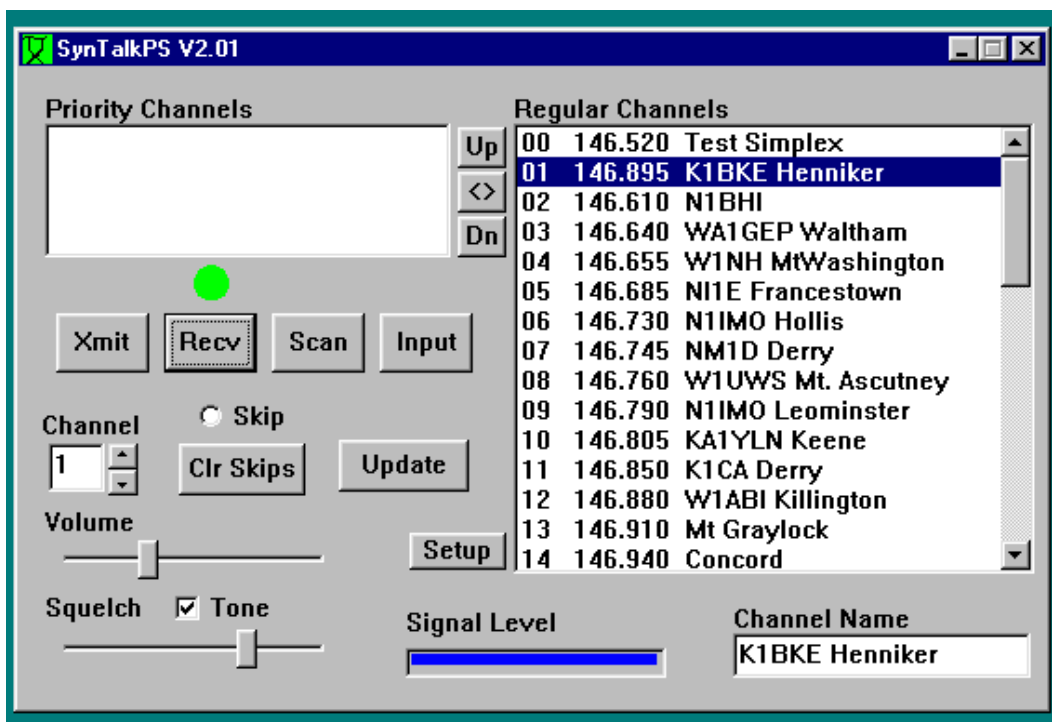 SynTalkPS V2.01
Priority Channels
Up
<>
Dn
Regular Channels
00 146.520 Test Simplex
01 146.895 K1BKE Henniker
02 146.610 N1BHI
03 146.640 WA1GEP Waltham
04 146.655 W1NH MtWashington
05 146.685 NI1E Francestown
06 146.730 N1IMO Hollis
07 146.745 NM1D Derry
08 146.760 W1UWS Mt. Ascutney
09 146.790 N1IMO Leominster
10 146.805 KA1YLN Keene
11 146.850 K1CA Derry
12 146.880 W1ABI Killington
13 146.910 Mt Graylock
14 146.940 Concord
Xmit Recv Scan Input
Channel
1
Skip
Clr Skips
Update
Volume
Setup
Squelch Tone
Signal Level
Channel Name
K1BKE Henniker